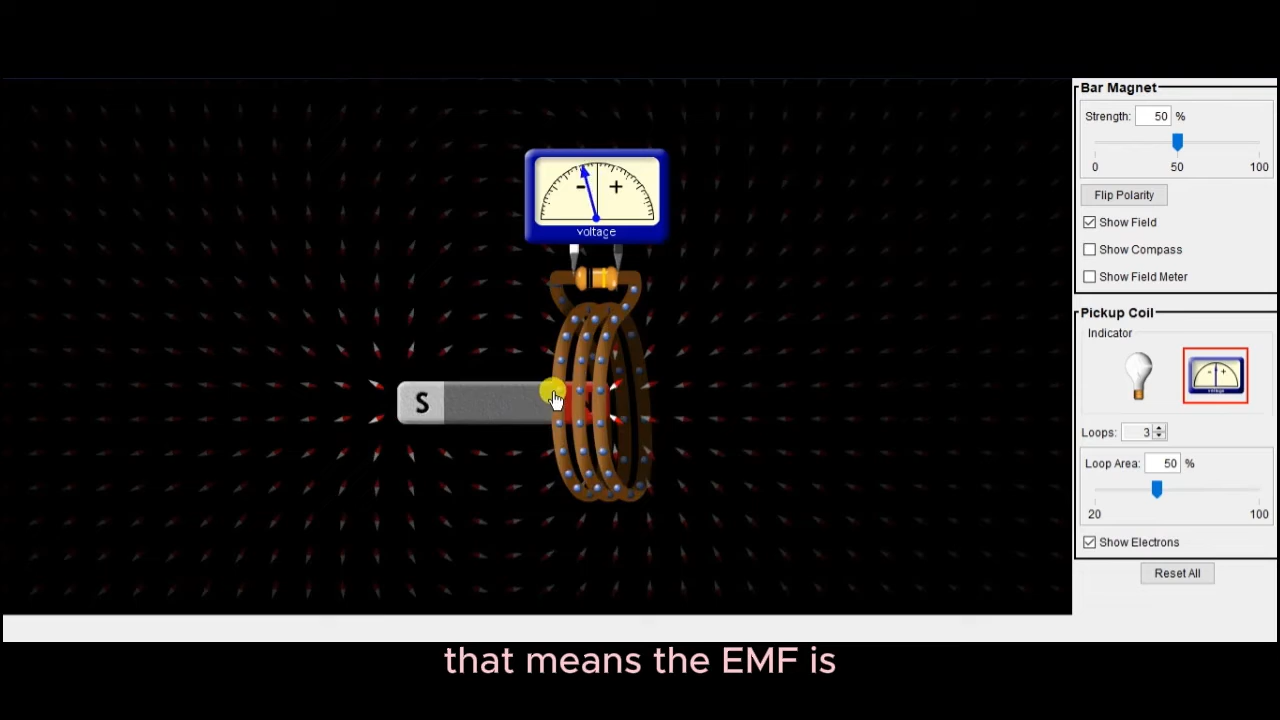 Bar Magnet
Strength: 50 %
0 50 100
Flip Polarity
Show Field
Show Compass
Show Field Meter
Pickup Coil
Indicator
- +
voltage
- +
Loops: 3
Loop Area: 50 %
20 100
Show Electrons
Reset All
S
that means the EMF is